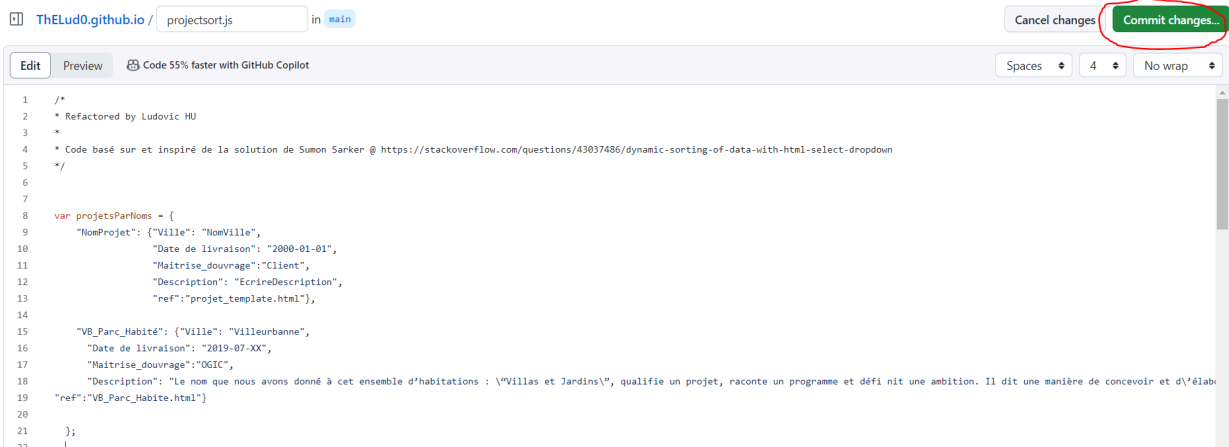 ThELud0.github.io / projectsort.js in main Cancel changes Commit changes...
Edit Preview Code 55% faster with GitHub Copilot Spaces 4 No wrap
1 /*
2 * Refactored by Ludovic HU
3 *
4 * Code basé sur et inspiré de la solution de Sumon Sarker @ https://stackoverflow.com/questions/43037486/dynamic-sorting-of-data-with-html-select-dropdown
5 */
6
7
8 var projetsParNoms = {
9 "NomProjet": {"Ville": "NomVille",
10 "Date de livraison": "2000-01-01",
11 "Maitrise_douvrage":"Client",
12 "Description": "EcrireDescription",
13 "ref":"projet_template.html"},
14
15 "VB_Parc_Habité": {"Ville": "Villeurbanne",
16 "Date de livraison": "2019-07-XX",
17 "Maitrise_douvrage":"OGIC",
18 "Description": "Le nom que nous avons donné à cet ensemble d’habitations : \“Villas et Jardins\”, qualifie un projet, raconte un programme et défi nit une ambition. Il dit une manière de concevoir et d\’élab
19 "ref":"VB_Parc_Habite.html"}
20
21 };
22